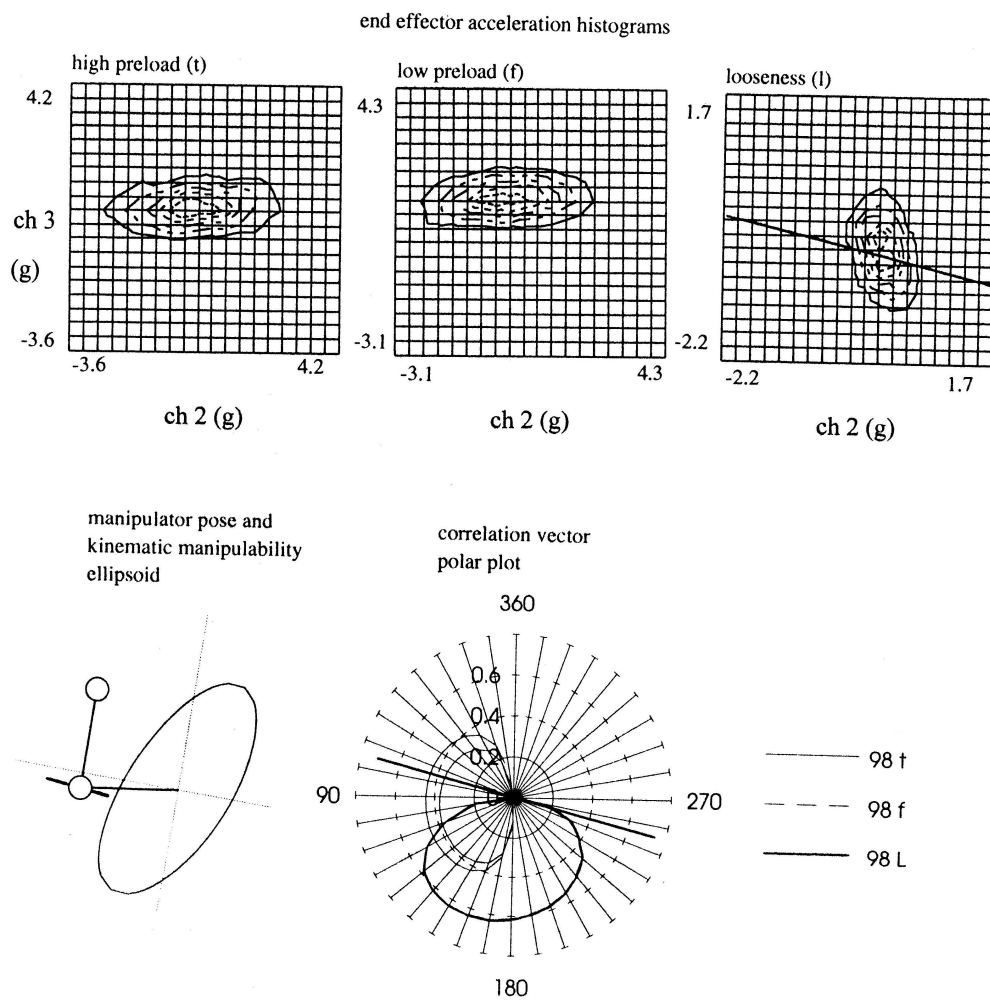 end effector acceleration histograms
high preload (t)
low preload (f)
looseness (l)
4.2
4.3
1.7
ch 3
(g)
-3.6
-3.1
-2.2
-3.6
4.2
-3.1
4.3
-2.2
1.7
ch 2 (g)
ch 2 (g)
ch 2 (g)
manipulator pose and
kinematic manipulability
ellipsoid
correlation vector
polar plot
360
0.6
0.4
0.2
0
90
270
180
98 t
98 f
98 L